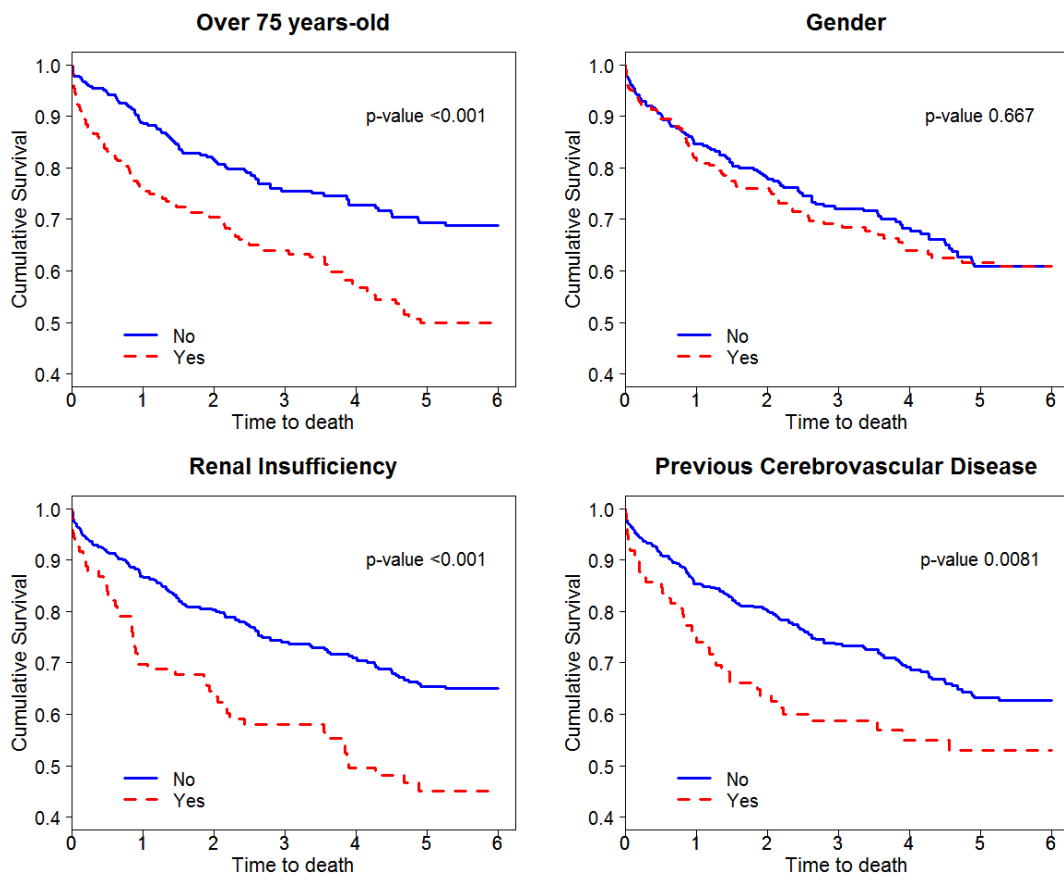 Over 75 years-old
Cumulative Survival
1.0
0.9
0.8
0.7
0.6
0.5
0.4
p-value <0.001
No
Yes
0 1 2 3 4 5 6
Time to death
Gender
Cumulative Survival
1.0
0.9
0.8
0.7
0.6
0.5
0.4
p-value 0.667
No
Yes
0 1 2 3 4 5 6
Time to death
Renal Insufficiency
Cumulative Survival
1.0
0.9
0.8
0.7
0.6
0.5
0.4
p-value <0.001
No
Yes
0 1 2 3 4 5 6
Time to death
Previous Cerebrovascular Disease
Cumulative Survival
1.0
0.9
0.8
0.7
0.6
0.5
0.4
p-value 0.0081
No
Yes
0 1 2 3 4 5 6
Time to death